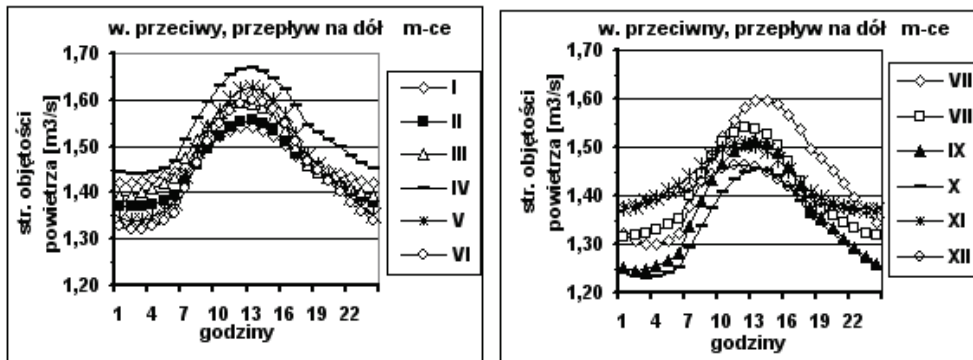 w. przeciwy, przepływ na dół m-ce
str. objętości
powietrza [m3/s]
1,70
1,60
1,50
1,40
1,30
1,20
1 4 7 10 13 16 19 22
godziny
I
II
III
IV
V
VI
w. przeciwny, przepływ na dół m-ce
str. objętości
powietrza [m3/s]
1,70
1,60
1,50
1,40
1,30
1,20
1 4 7 10 13 16 19 22
godziny
VII
VII
IX
X
XI
XII